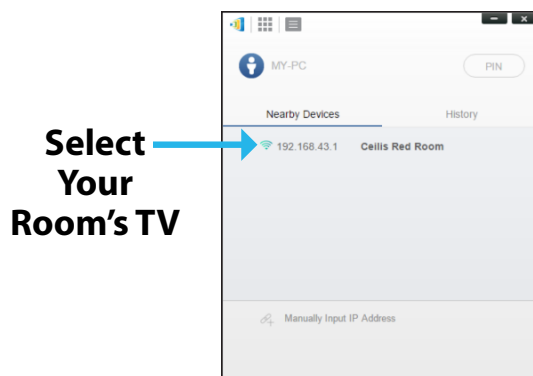 MY-PC
PIN
Nearby Devices
History
Select
Your
Room's TV
192.168.43.1 Ceilis Red Room
Manually Input IP Address